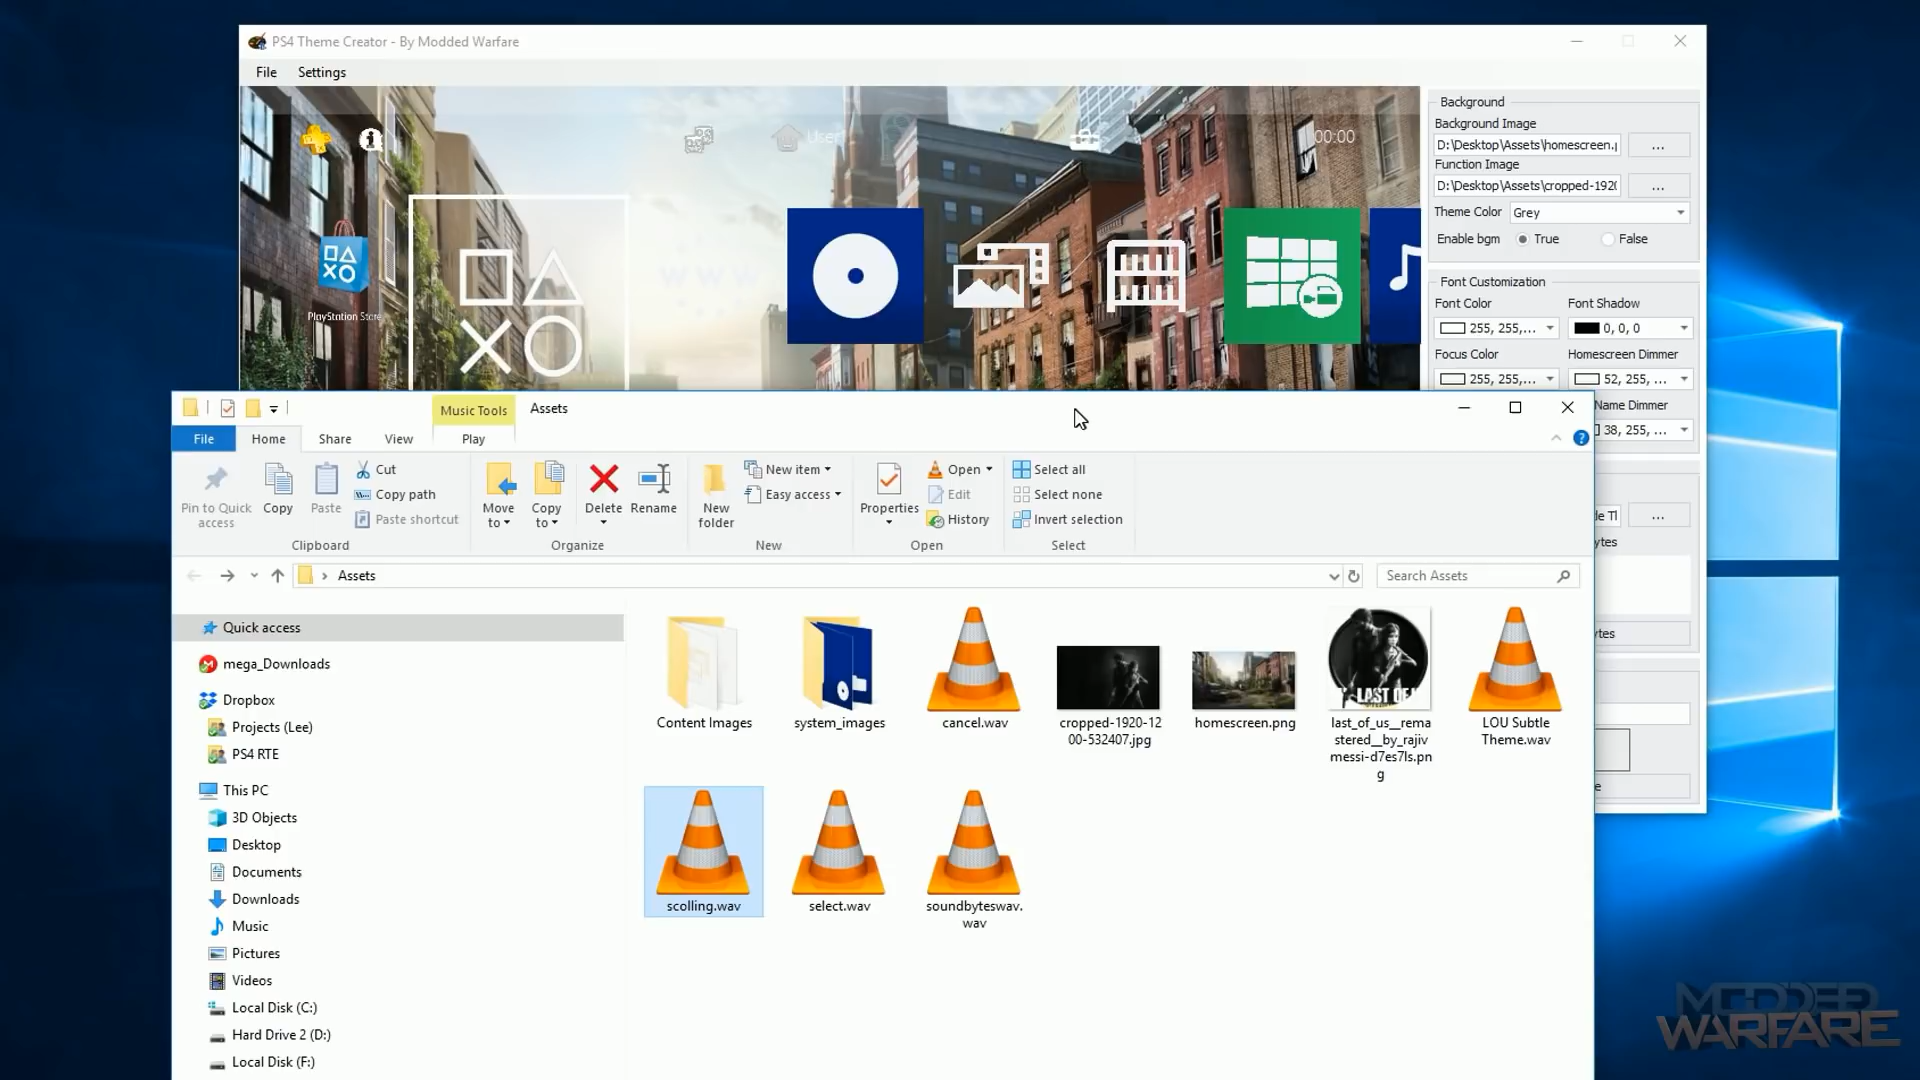 PS4 Theme Creator - By Modded Warfare
File Settings
User1
00:00
PlayStation Store
www
Background
Background Image
D:\Desktop\Assets\homescreen.p
...
Function Image
D:\Desktop\Assets\cropped-1920
...
Theme Color Grey
Enable bgm True False
Font Customization
Font Color Font Shadow
255, 255,... 0, 0, 0
Focus Color Homescreen Dimmer
255, 255,... 52, 255, ...
Name Dimmer
38, 255, ...
...
Music Tools Assets
File Home Share View Play
Pin to Quick access
Copy
Paste
Cut
Copy path
Paste shortcut
Clipboard
Move to
Copy to
Delete
Rename
Organize
New folder
New item
Easy access
New
Properties
Open
Edit
History
Open
Select all
Select none
Invert selection
Select
Assets
Search Assets
Quick access
mega_Downloads
Dropbox
Projects (Lee)
PS4 RTE
This PC
3D Objects
Desktop
Documents
Downloads
Music
Pictures
Videos
Local Disk (C:)
Hard Drive 2 (D:)
Local Disk (F:)
Content Images
system_images
cancel.wav
cropped-1920-12
00-532407.jpg
homescreen.png
last_of_us__rema
stered__by_rajiv
messi-d7es7ls.pn
g
LOU Subtle
Theme.wav
scolling.wav
select.wav
soundbyteswav.
wav
MODDED
WARFARE